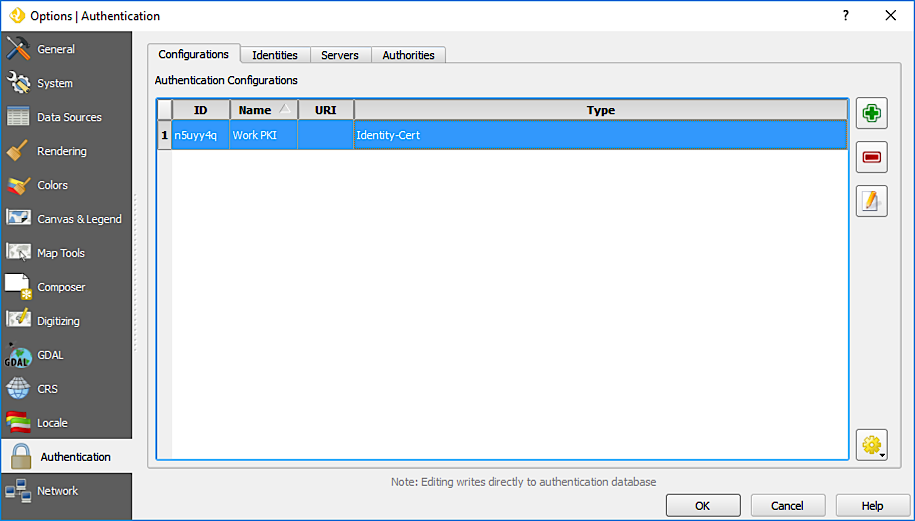 Options | Authentication
?
General
System
Data Sources
Rendering
Colors
Canvas & Legend
Map Tools
Composer
Digitizing
GDAL
GDAL
CRS
Locale
Authentication
Network
Configurations Identities Servers Authorities
Authentication Configurations
ID Name URI Type
1 n5uyy4q Work PKI Identity-Cert
Note: Editing writes directly to authentication database
OK Cancel Help